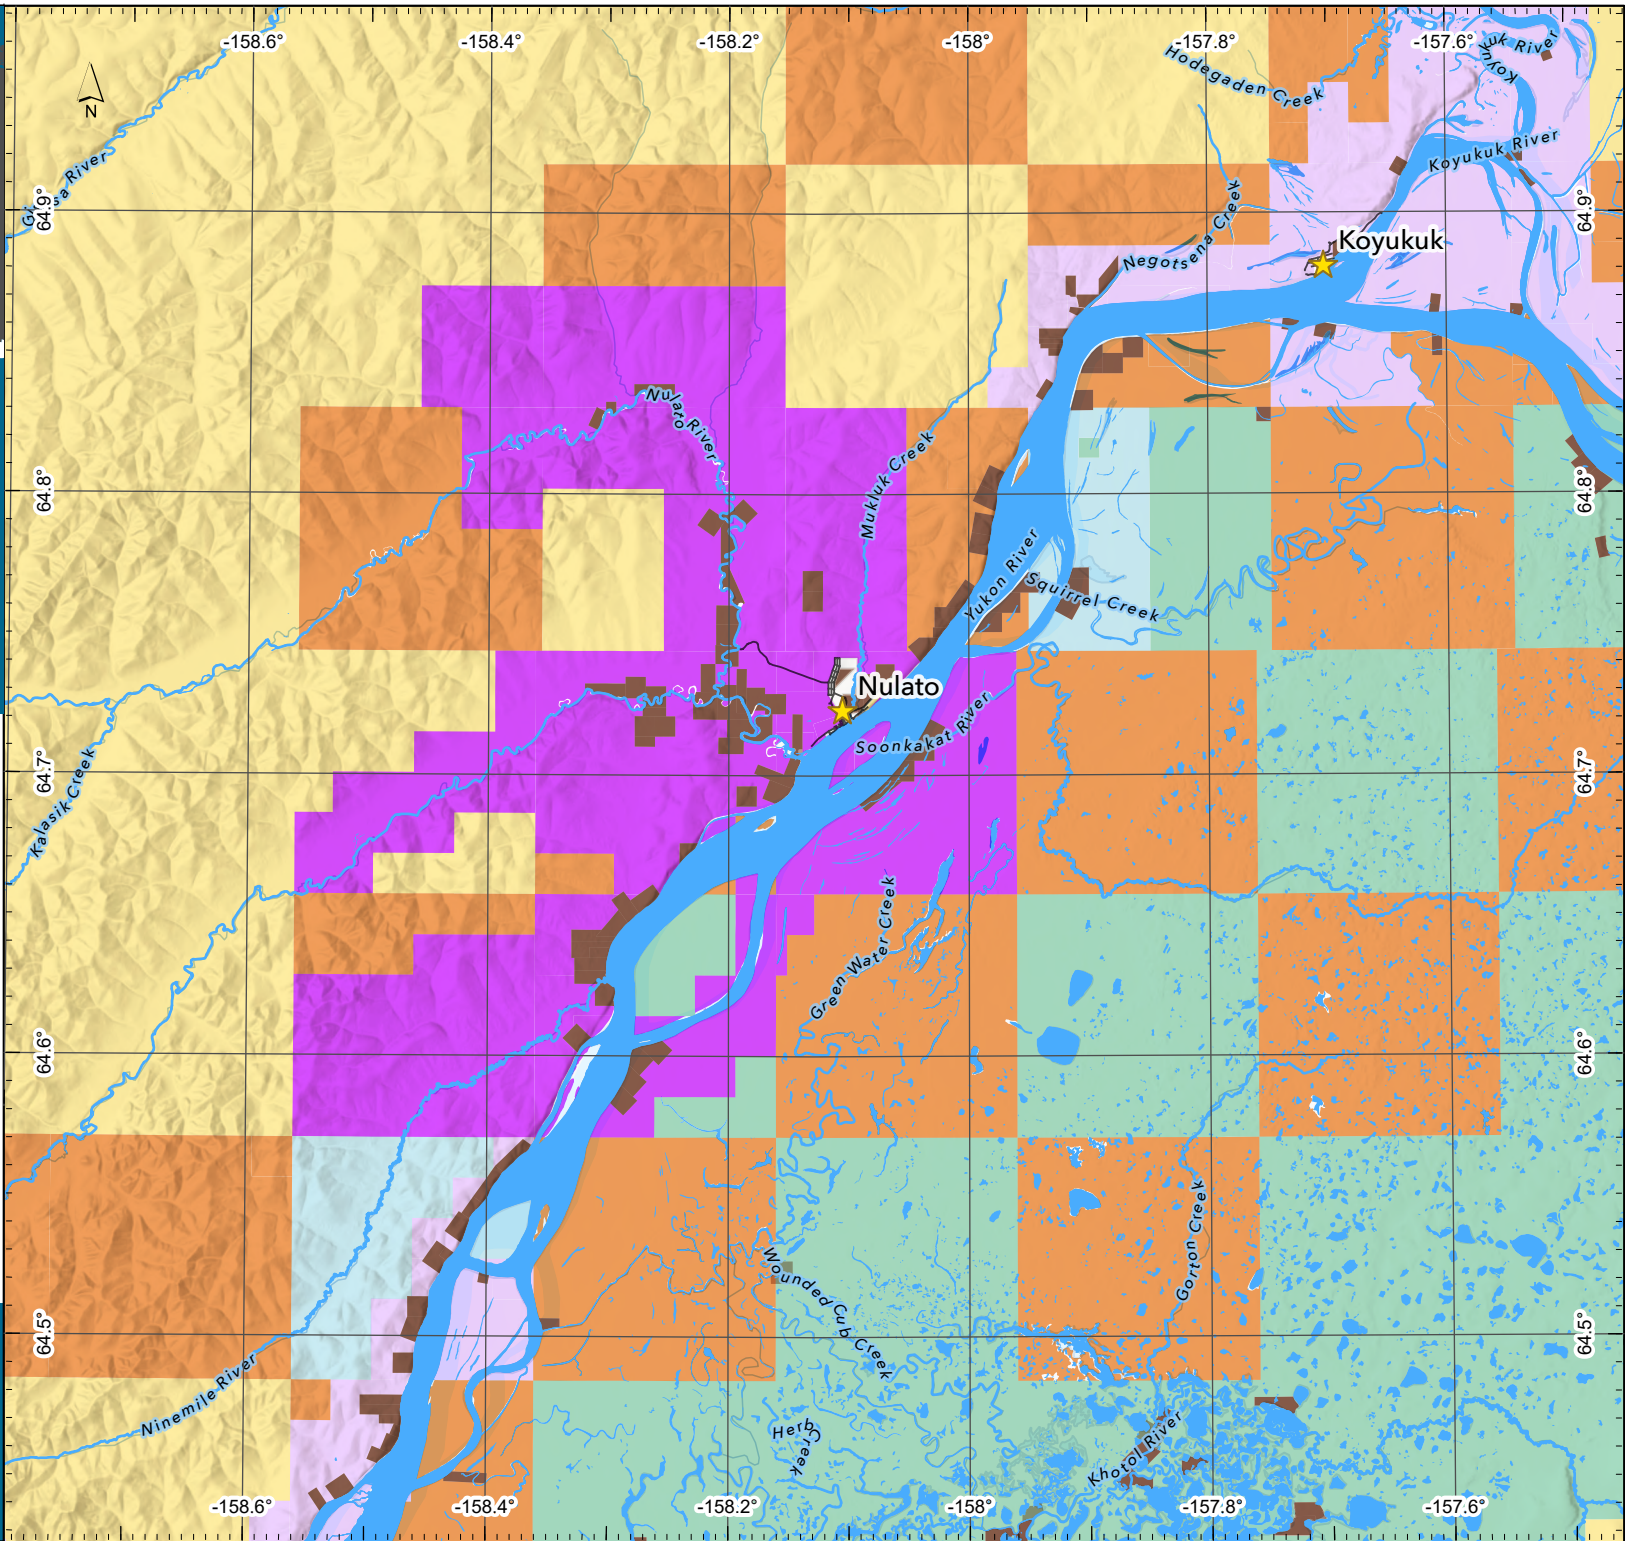 -158.6°
-158.4°
-158.2°
-158°
-157.8°
-157.6°
N
Hodegaden Creek
Koyukuk River
Koyukuk River
River
64.9°
64.9°
Negotsena Creek
Koyukuk
Nulato River
Mukluk Creek
64.8°
64.8°
Yukon River
Squirrel Creek
Nulato
Soonkakat River
64.7°
64.7°
Kalasik Creek
Green Water Creek
64.6°
64.6°
Gorton Creek
Wounded Cub Creek
64.5°
64.5°
Ninemile River
Herb Creek
Khotol River
-158.6°
-158.4°
-158.2°
-158°
-157.8°
-157.6°